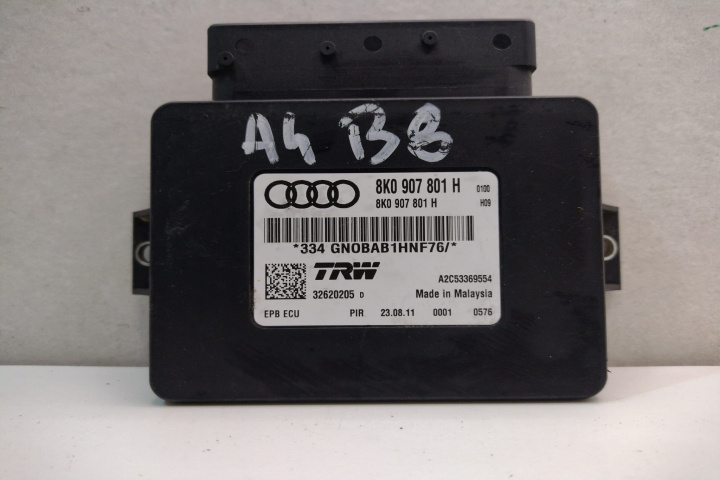 A4 B8
8K0 907 801 H 0100
8K0 907 801 H H09
*334 GN0BAB1HNF76/*
TRW A2C53369554
32620205 D Made in Malaysia
EPB ECU PIR 23.08.11 0001 0576